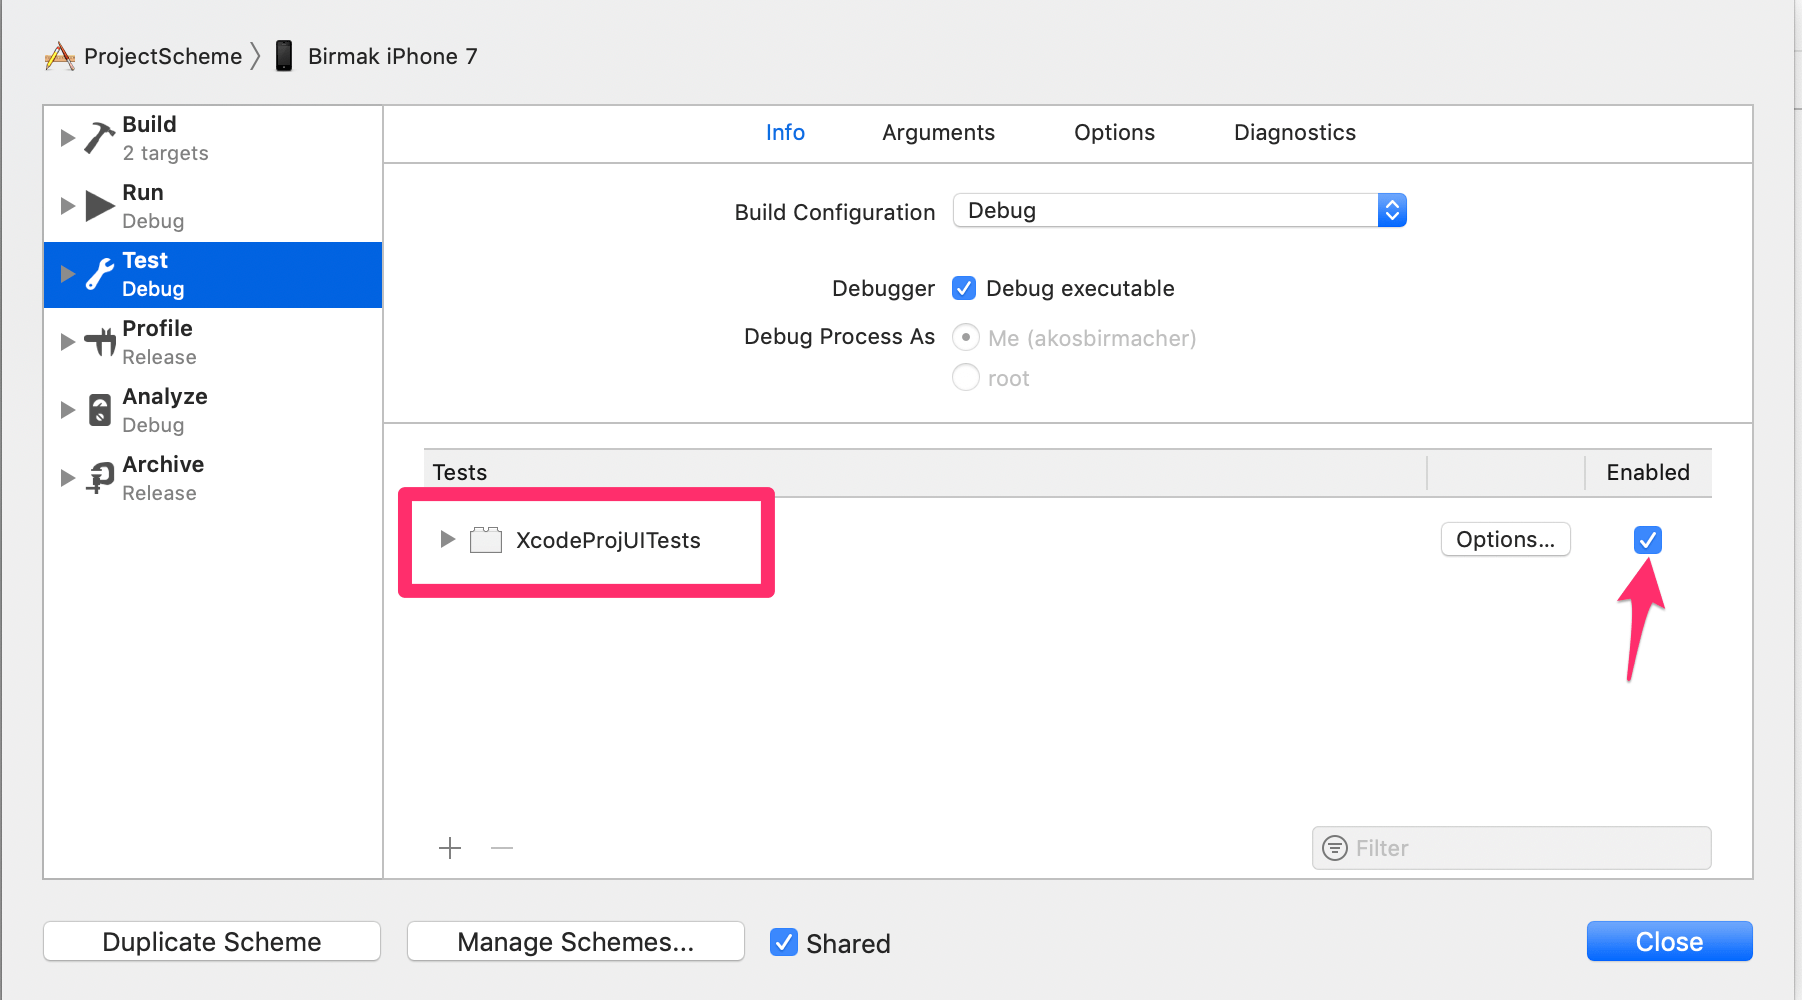 ProjectScheme Birmak iPhone 7
Build
2 targets
Run
Debug
Test
Debug
Profile
Release
Analyze
Debug
Archive
Release
Info Arguments Options Diagnostics
Build Configuration Debug
Debugger Debug executable
Debug Process As Me (akosbirmacher)
root
Tests Enabled
XcodeProjUITests Options...
Filter
Duplicate Scheme Manage Schemes... Shared Close